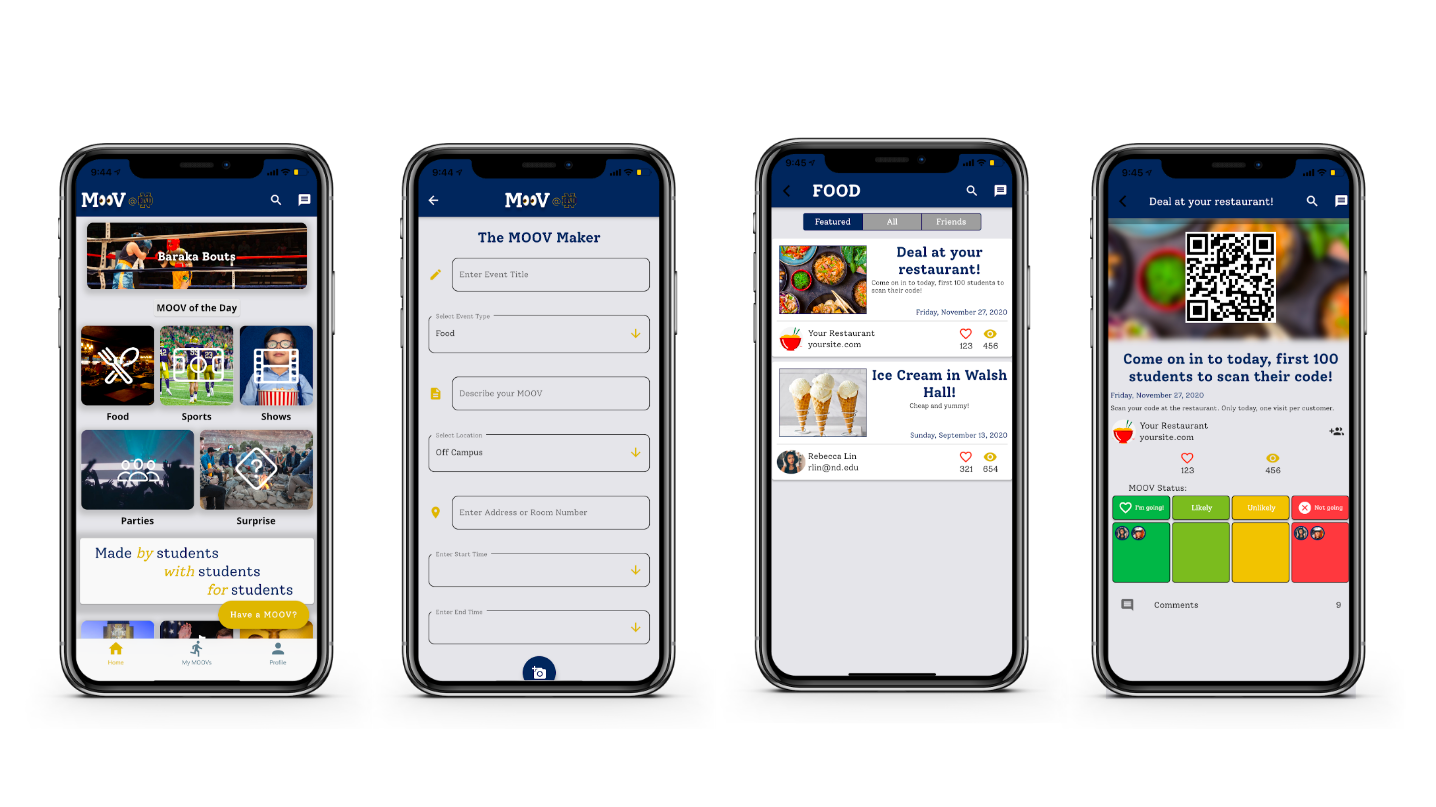 9:44
MOOV @ND
Baraka Bouts
MOOV of the Day
Food
Sports
Shows
Parties
Surprise
Made by students
with students
for students
Have a MOOV?
Home
My MOOVs
Profile
9:44
MOOV @ND
The MOOV Maker
Enter Event Title
Select Event Type
Food
Describe your MOOV
Select Location
Off Campus
Enter Address or Room Number
Enter Start Time
Enter End Time
9:45
FOOD
Featured
All
Friends
Deal at your
restaurant!
Come on in to today, first 100 students to
scan their code!
Friday, November 27, 2020
Your Restaurant
yoursite.com
123
456
Ice Cream in Walsh
Hall!
Cheap and yummy!
Sunday, September 13, 2020
Rebecca Lin
rlin@nd.edu
321
654
9:45
Deal at your restaurant!
Come on in to today, first 100
students to scan their code!
Friday, November 27, 2020
Scan your code at the restaurant. Only today, one visit per customer.
Your Restaurant
yoursite.com
123
456
MOOV Status:
I'm going!
Likely
Unlikely
Not going
Comments
9